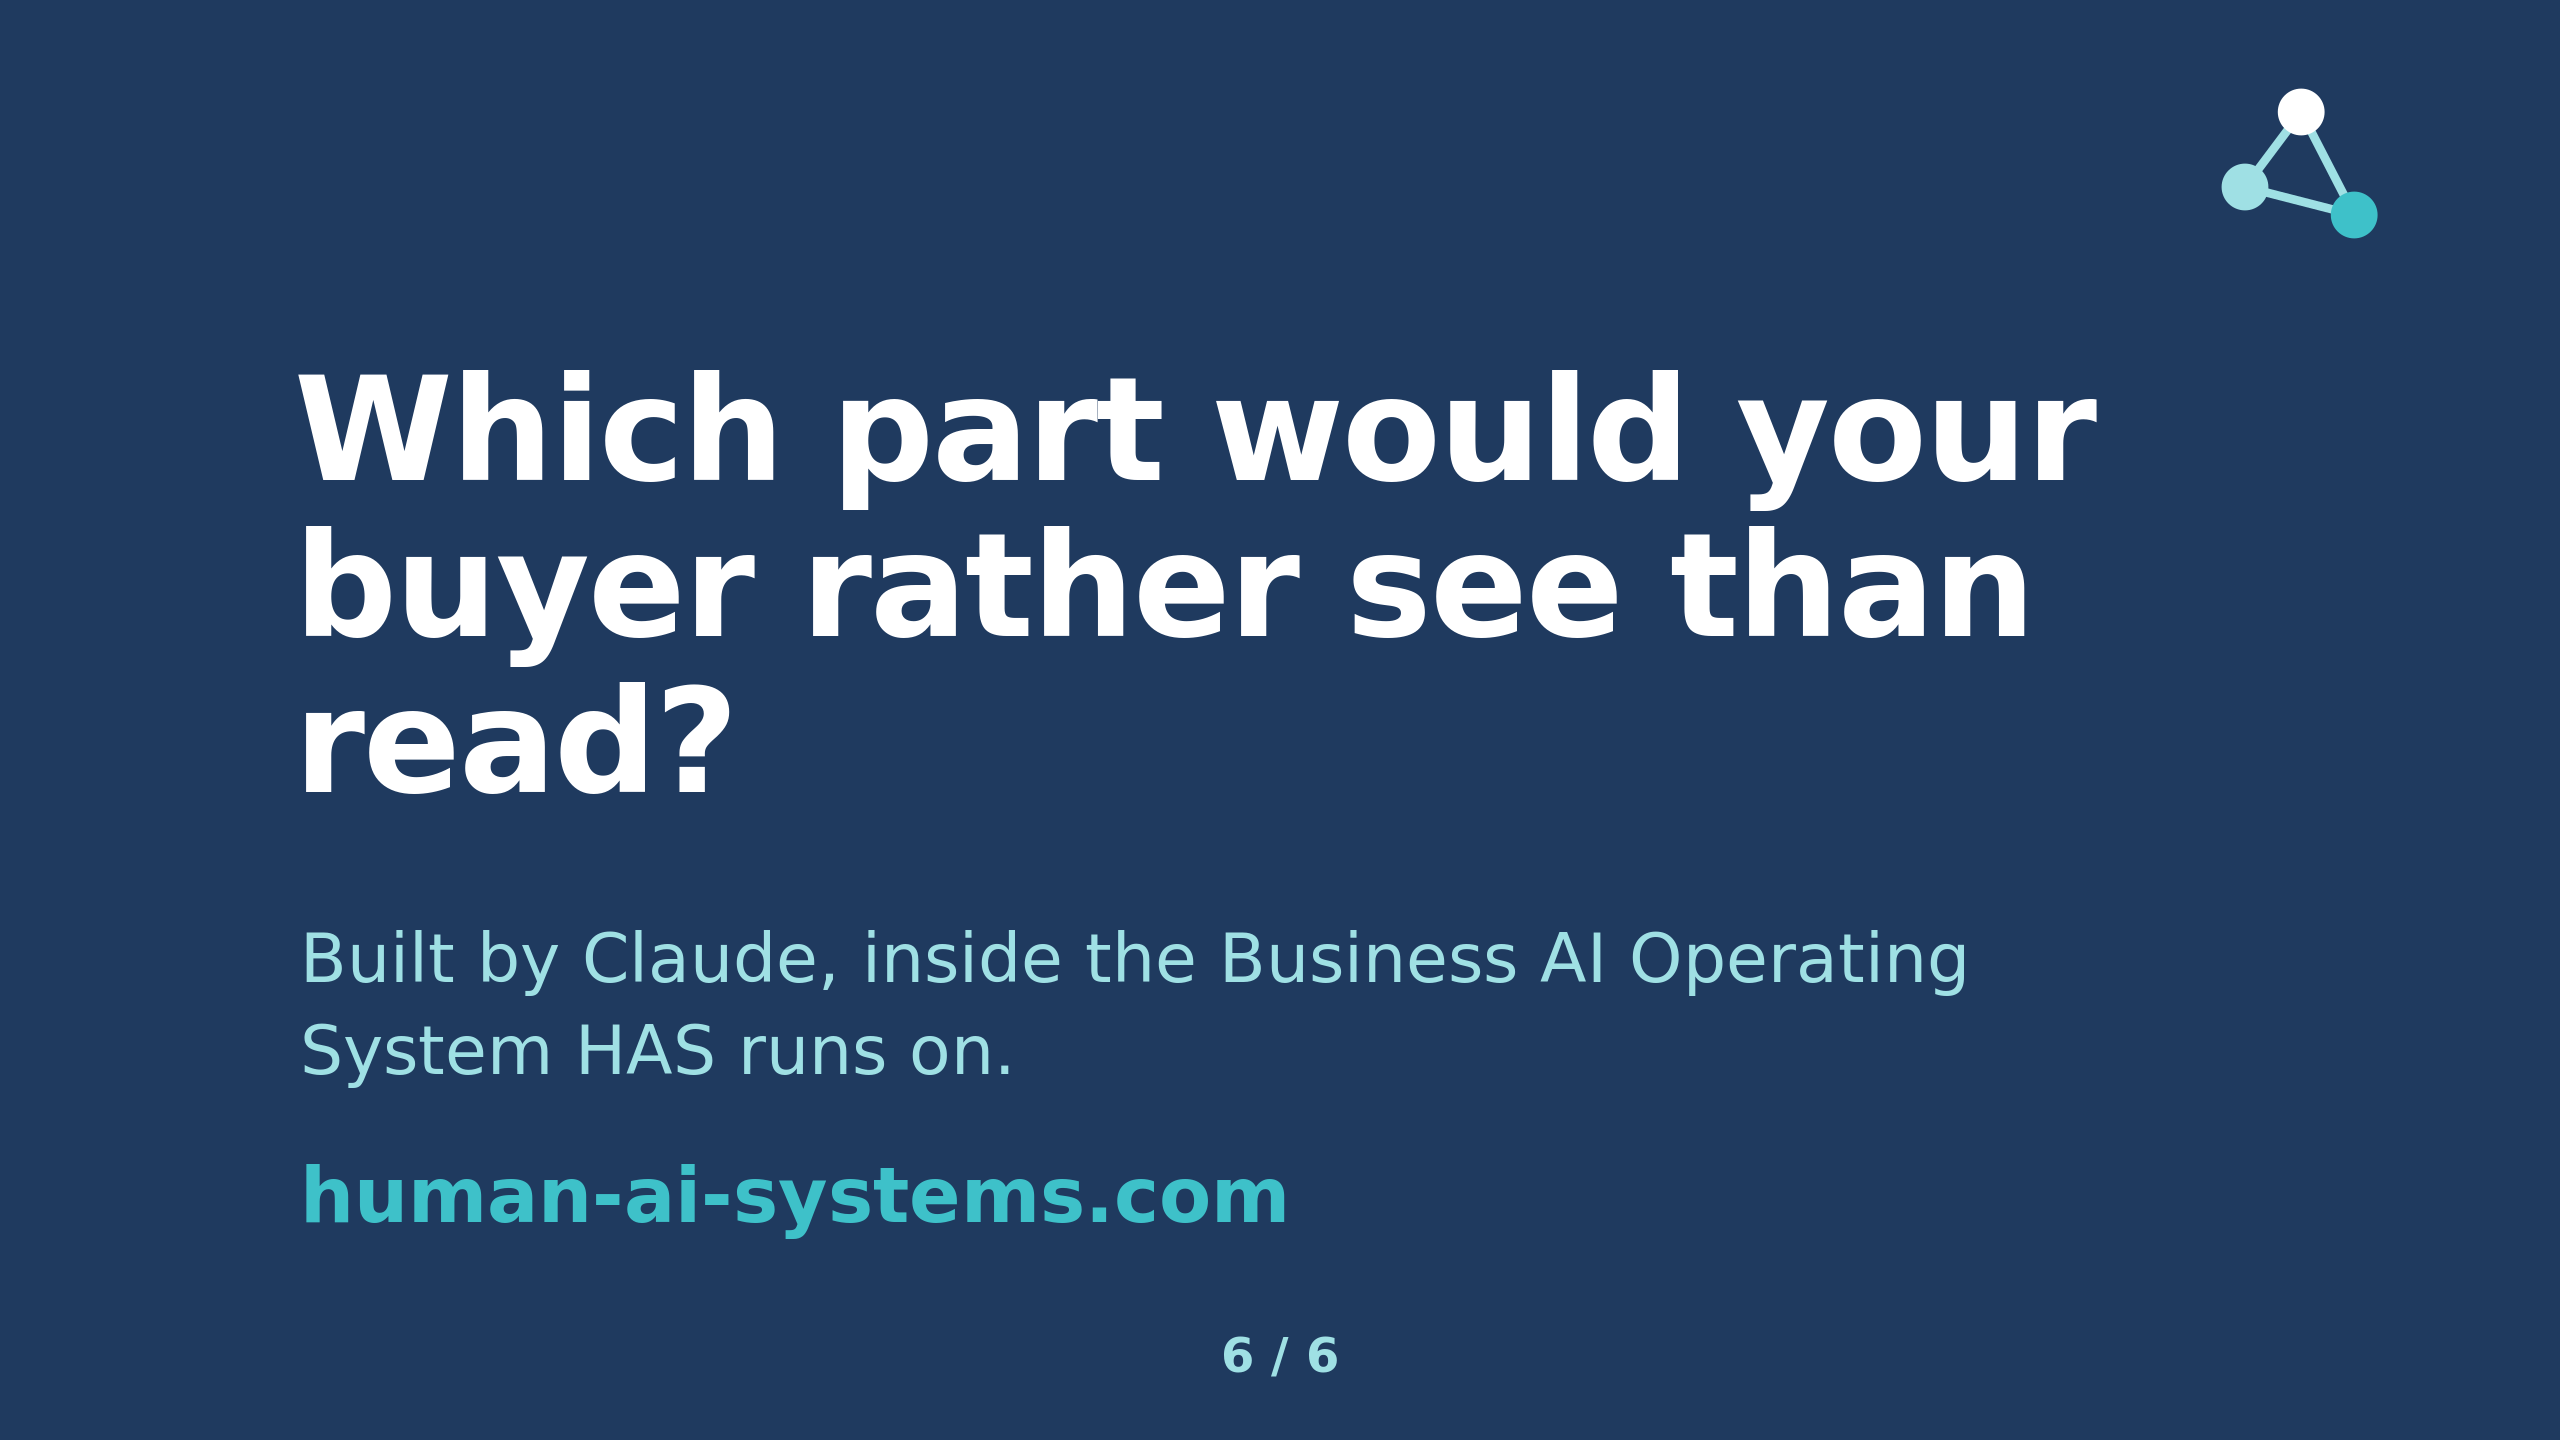 Which part would your
buyer rather see than
read?
Built by Claude, inside the Business AI Operating
System HAS runs on.
human-ai-systems.com
6 / 6